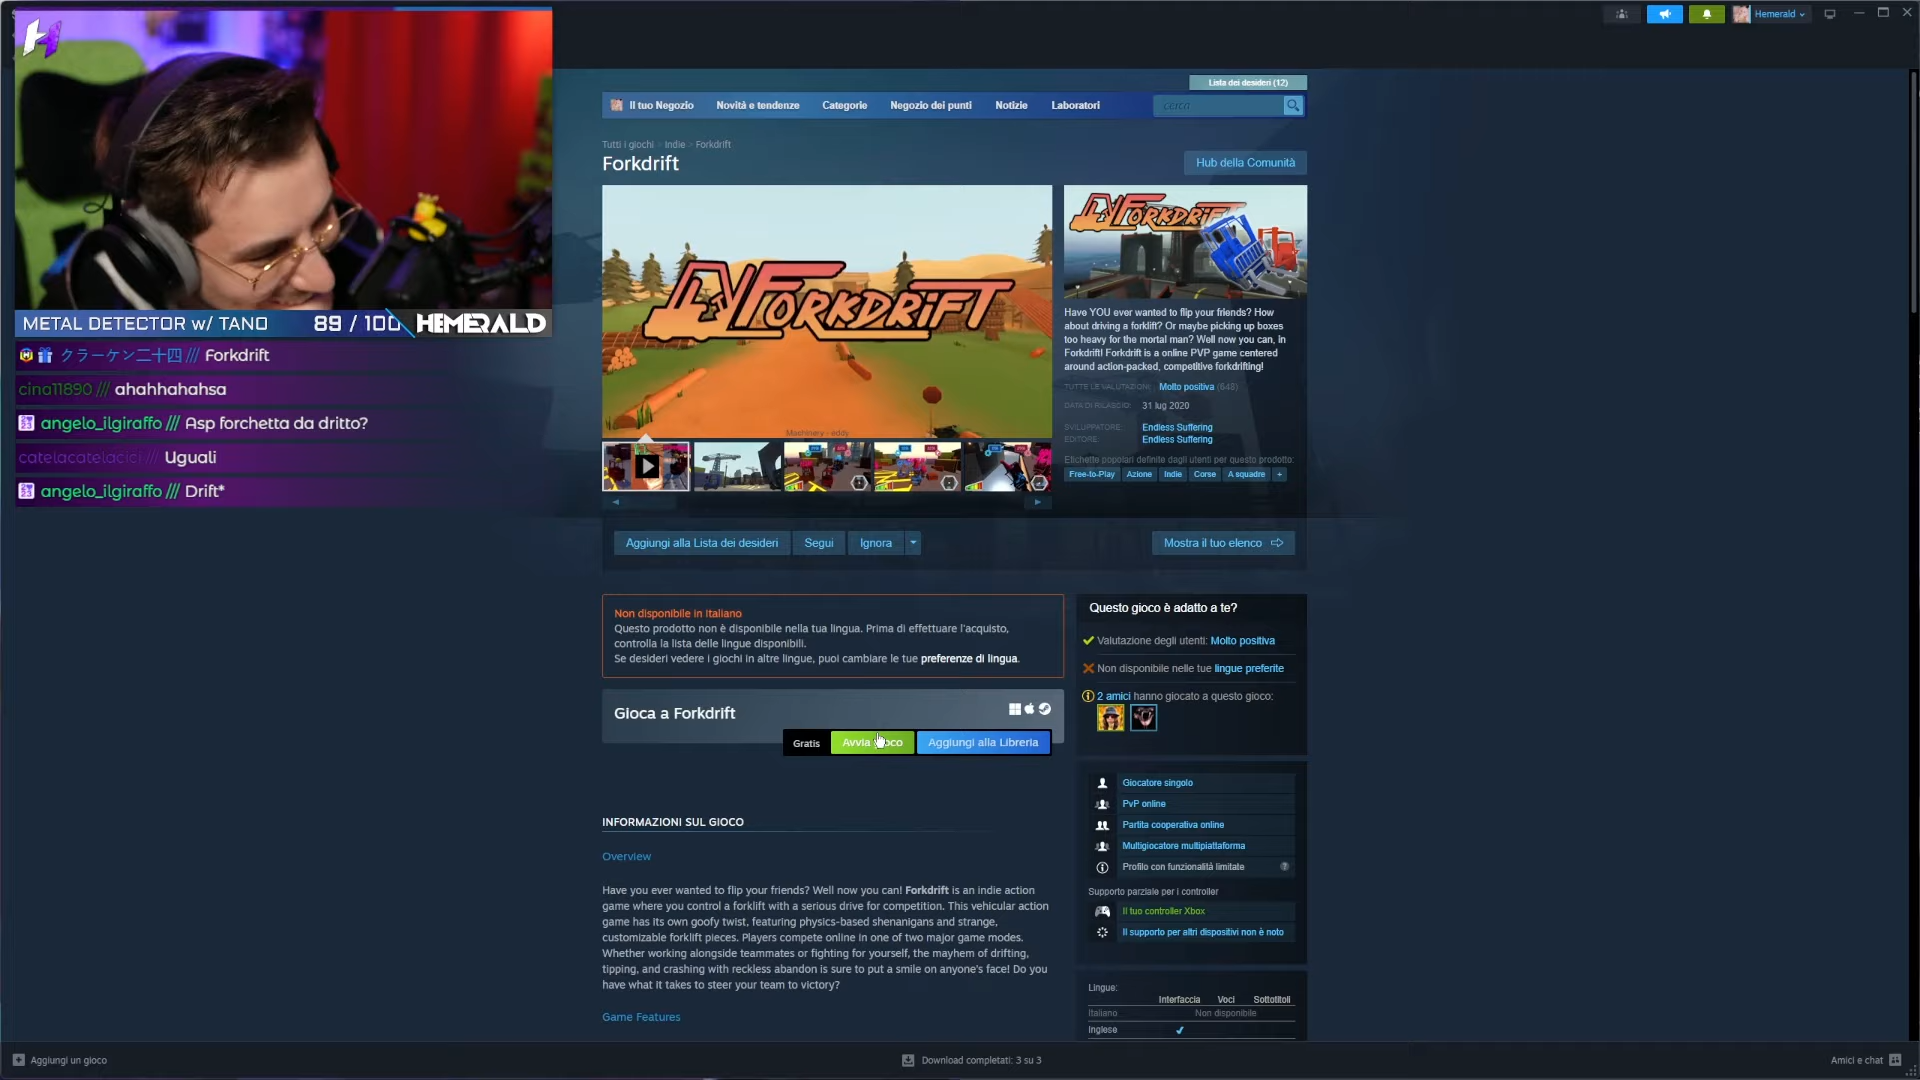 Hemerald
METAL DETECTOR w/ TANO 89 / 100 HEMERALD
クラーケン二十四 /// Forkdrift
cina11890 /// ahahhahahsa
angelo_ilgiraffo /// Asp forchetta da dritto?
catelacatelacici /// Uguali
angelo_ilgiraffo /// Drift*
Lista dei desideri (12)
Il tuo Negozio Novità e tendenze Categorie Negozio dei punti Notizie Laboratori cerca
Tutti i giochi > Indie > Forkdrift
Forkdrift
Hub della Comunità
FORKDRIFT
Machinery - eddy
FORKDRIFT
Have YOU ever wanted to flip your friends? How
about driving a forklift? Or maybe picking up boxes
too heavy for the mortal man? Well now you can, in
Forkdrift! Forkdrift is a online PVP game centered
around action-packed, competitive forkdrifting!
TUTTE LE VALUTAZIONI: Molto positiva (648)
DATA DI RILASCIO: 31 lug 2020
SVILUPPATORE: Endless Suffering
EDITORE: Endless Suffering
Etichette popolari definite dagli utenti per questo prodotto:
Free-to-Play Azione Indie Corse A squadre +
Aggiungi alla Lista dei desideri Segui Ignora
Mostra il tuo elenco
Non disponibile in Italiano
Questo prodotto non è disponibile nella tua lingua. Prima di effettuare l'acquisto,
controlla la lista delle lingue disponibili.
Se desideri vedere i giochi in altre lingue, puoi cambiare le tue preferenze di lingua.
Gioca a Forkdrift
Gratis Avvia gioco Aggiungi alla Libreria
INFORMAZIONI SUL GIOCO
Overview
Have you ever wanted to flip your friends? Well now you can! Forkdrift is an indie action
game where you control a forklift with a serious drive for competition. This vehicular action
game has its own goofy twist, featuring physics-based shenanigans and strange,
customizable forklift pieces. Players compete online in one of two major game modes.
Whether working alongside teammates or fighting for yourself, the mayhem of drifting,
tipping, and crashing with reckless abandon is sure to put a smile on anyone's face! Do you
have what it takes to steer your team to victory?
Game Features
Questo gioco è adatto a te?
Valutazione degli utenti: Molto positiva
Non disponibile nelle tue lingue preferite
2 amici hanno giocato a questo gioco:
Giocatore singolo
PvP online
Partita cooperativa online
Multigiocatore multipiattaforma
Profilo con funzionalità limitate ?
Supporto parziale per i controller
Il tuo controller Xbox
Il supporto per altri dispositivi non è noto
Lingue:
Interfaccia Voci Sottotitoli
Italiano Non disponibile
Inglese ✔
Aggiungi un gioco
Download completati: 3 su 3
Amici e chat